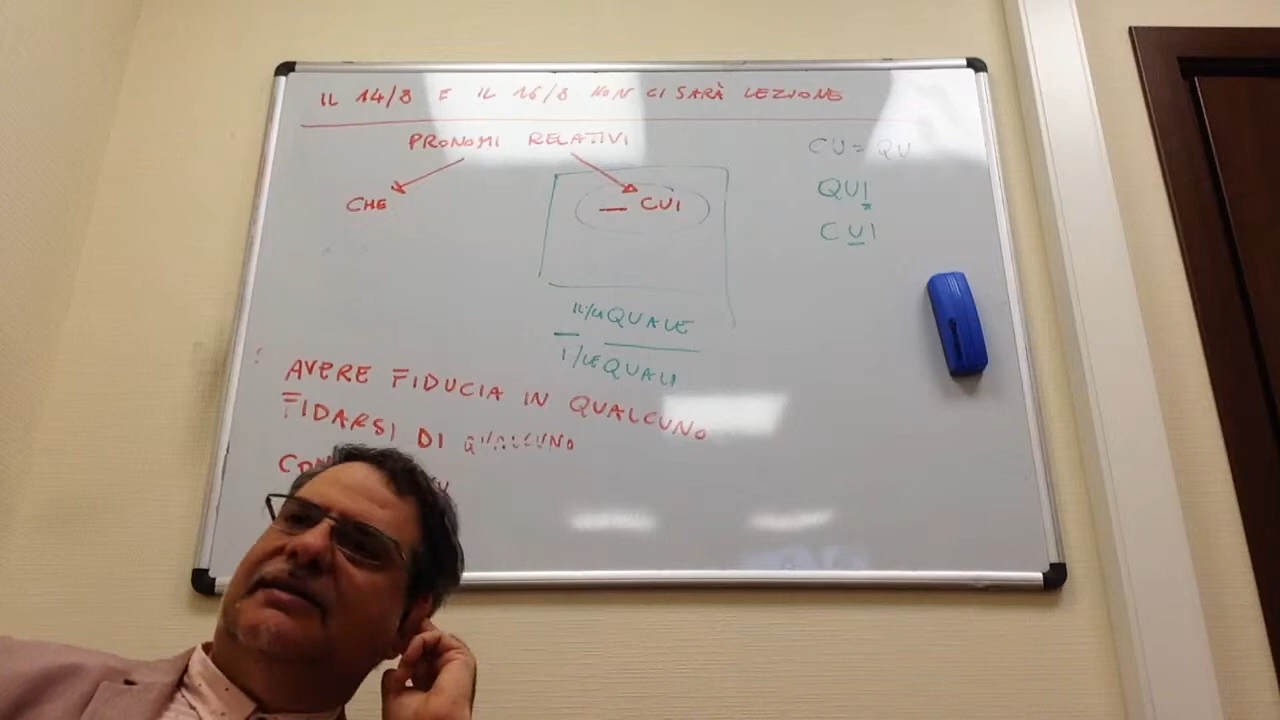 IL 14/8 E IL 16/8 NON CI SARÀ LEZIONE
PRONOMI RELATIVI
CHE
— CUI
CU = QU
QUI
CUI
IL/LA QUALE
I/LE QUALI
AVERE FIDUCIA IN QUALCUNO
FIDARSI DI QUALCUNO